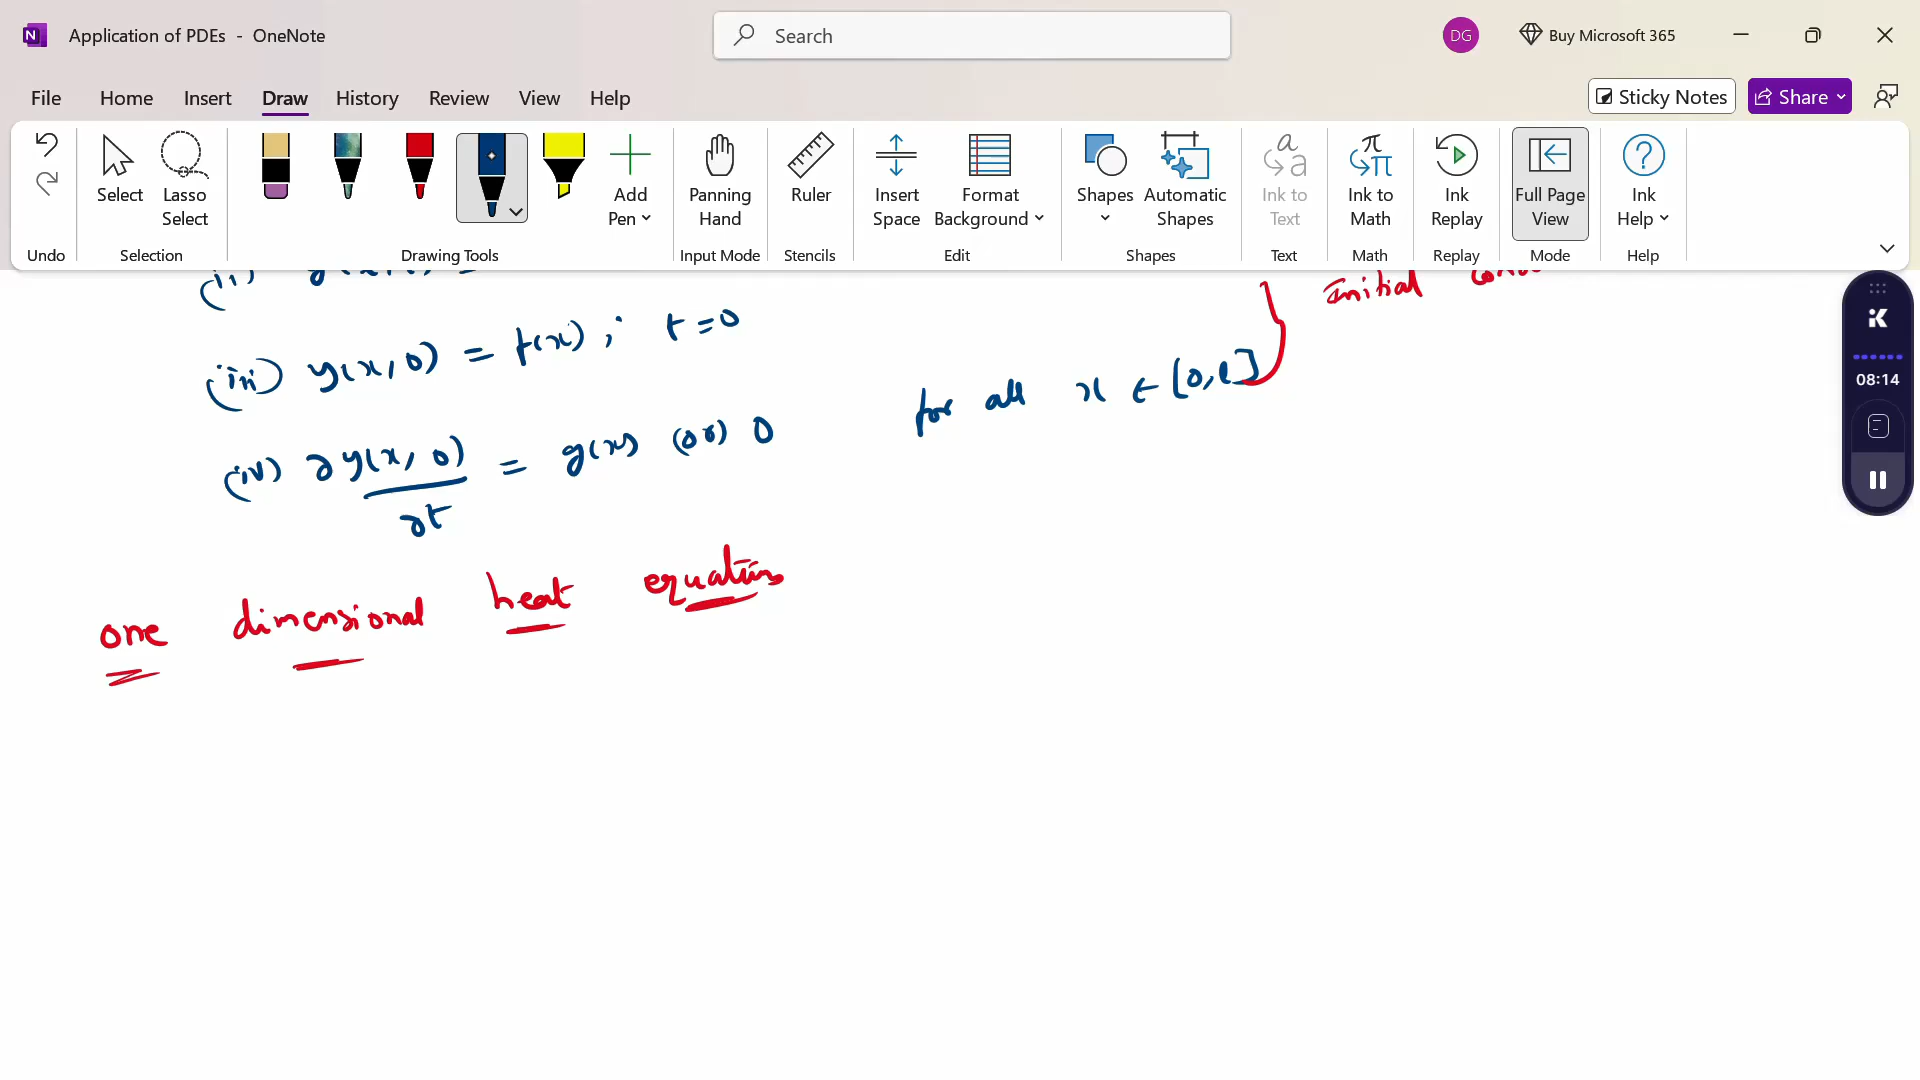 Application of PDEs - OneNote
Search
DG
Buy Microsoft 365
File Home Insert Draw History Review View Help
Sticky Notes
Share
Select
Lasso Select
Add Pen
Panning Hand
Ruler
Insert Space
Format Background
Shapes
Automatic Shapes
Ink to Text
Ink to Math
Ink Replay
Full Page View
Ink Help
Undo Selection Drawing Tools Input Mode Stencils Edit Shapes Text Math Replay Mode Help
08:14
(ii)
Initial
(iii) y(x, 0) = f(x) ; t = 0
for all x ∈ [0, l]
(iv) ∂y(x, 0)/∂t = g(x) (or) 0
one dimensional heat equation